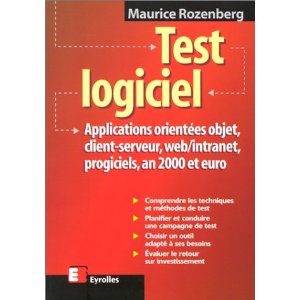 Maurice Rozenberg
Test
logiciel
Applications orientées objet,
client-serveur, web/intranet,
progiciels, an 2000 et euro
Comprendre les techniques
et méthodes de test
Planifier et conduire
une campagne de test
Choisir un outil
adapté à ses besoins
Évaluer le retour
sur investissement
Eyrolles